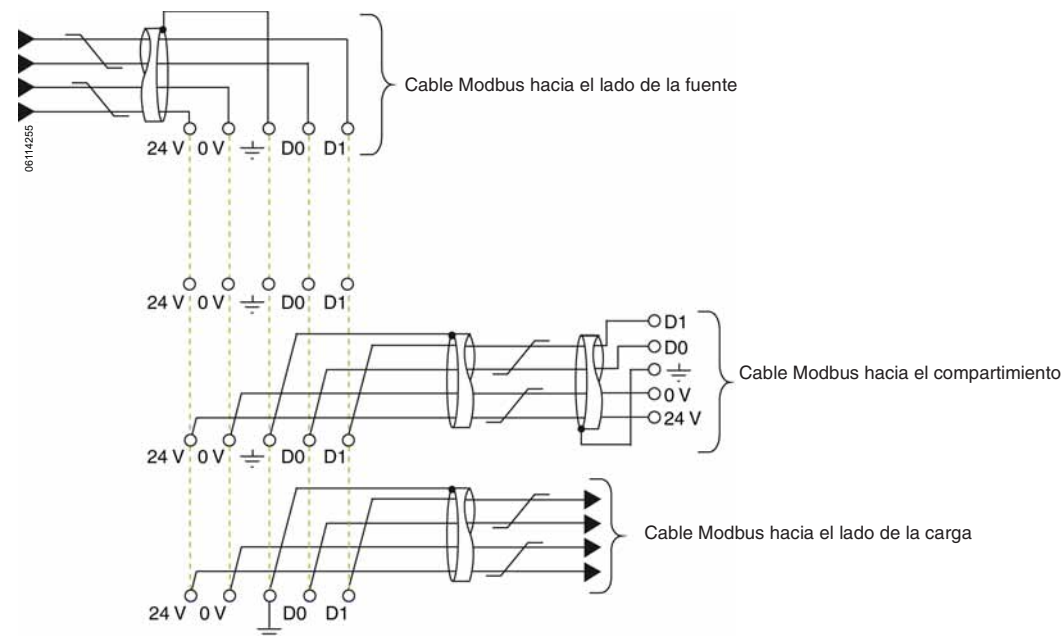 Cable Modbus hacia el lado de la fuente
06114255
24 V 0 V D0 D1
24 V 0 V D0 D1
D1
D0
0 V
24 V
Cable Modbus hacia el compartimiento
24 V 0 V D0 D1
Cable Modbus hacia el lado de la carga
24 V 0 V D0 D1